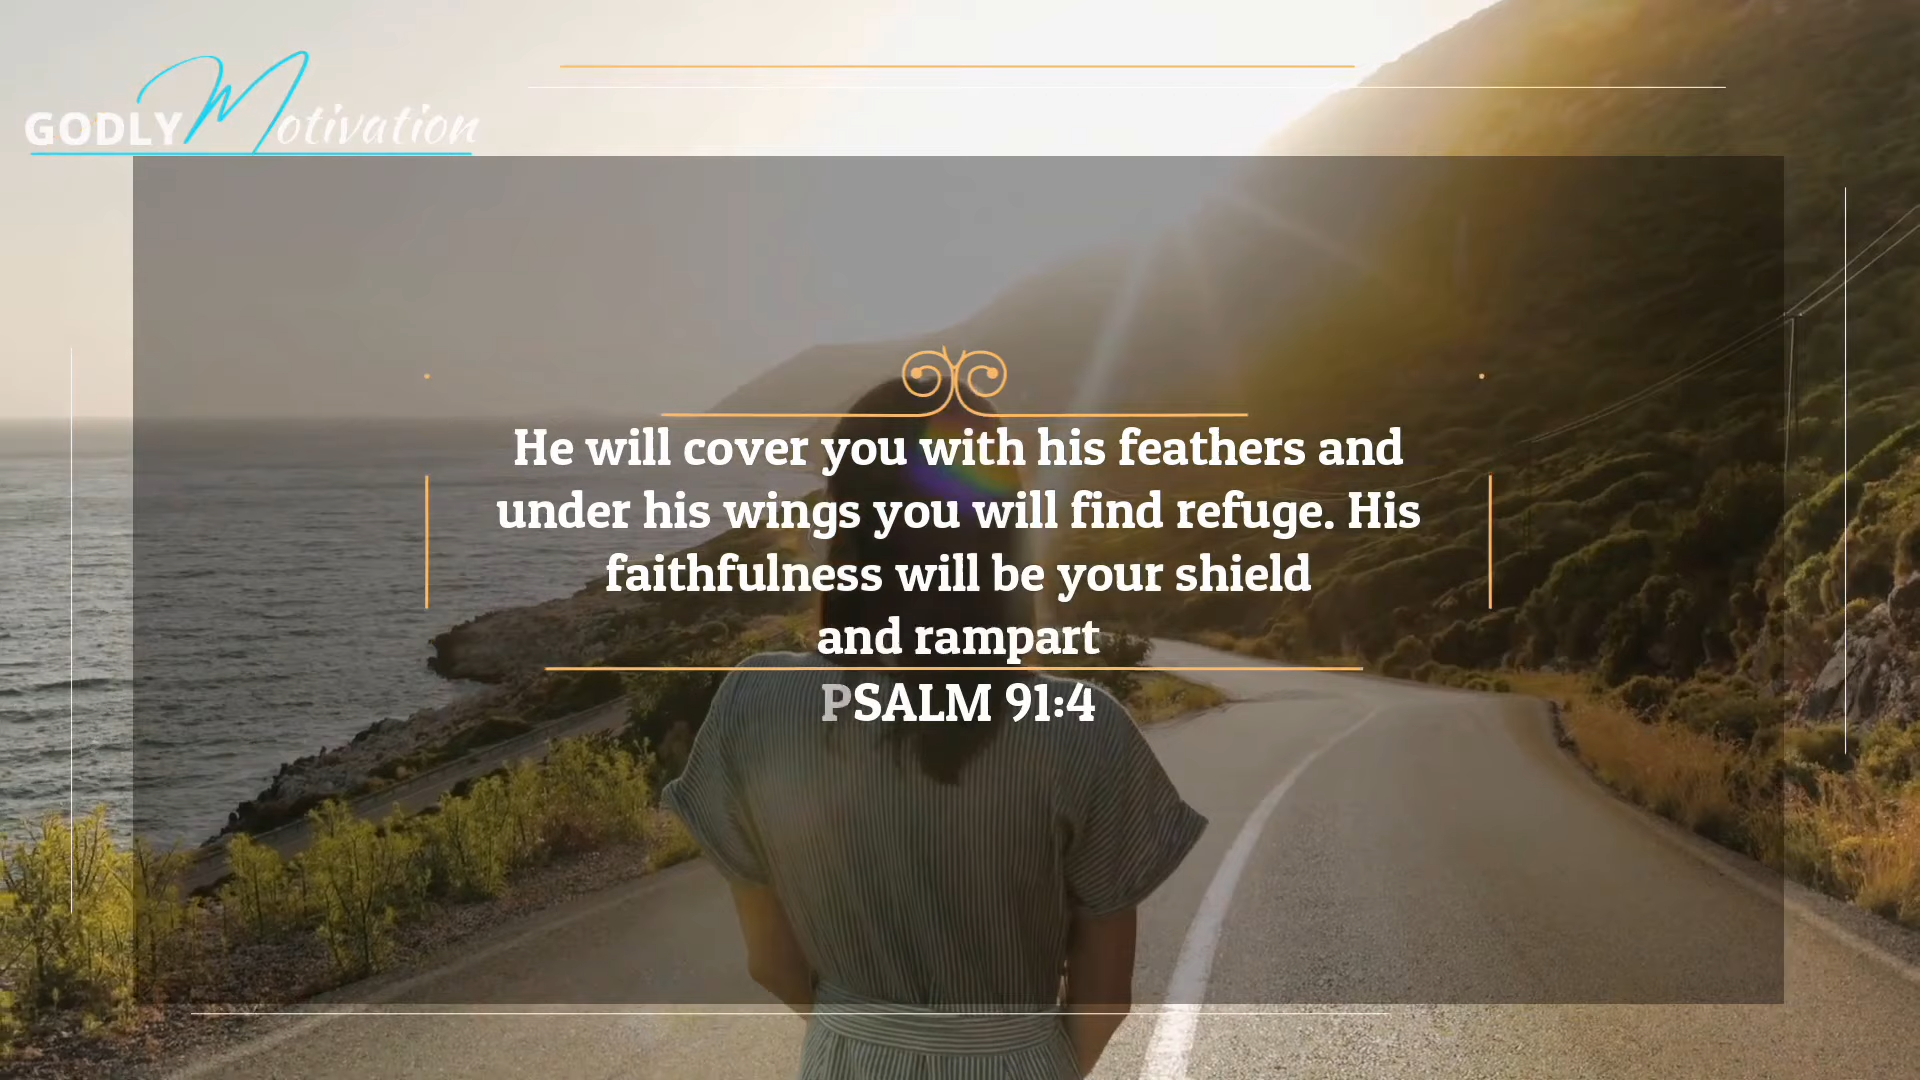 GODLY Motivation
He will cover you with his feathers and
under his wings you will find refuge. His
faithfulness will be your shield
and rampart
PSALM 91:4